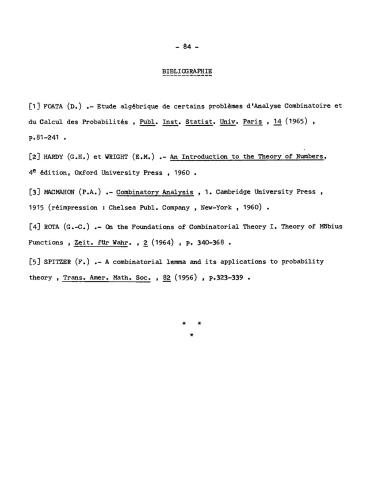 - 84 -
BIBLIOGRAPHIE
[1] FOATA (D.) .- Etude algébrique de certains problèmes d'Analyse Combinatoire et
du Calcul des Probabilités , Publ. Inst. Statist. Univ. Paris , 14 (1965) ,
p.81-241 .
[2] HARDY (G.H.) et WRIGHT (E.M.) .- An Introduction to the Theory of Numbers,
4e édition, Oxford University Press , 1960 .
[3] MACMAHON (P.A.) .- Combinatory Analysis , 1. Cambridge University Press ,
1915 (réimpression : Chelsea Publ. Company , New-York , 1960) .
[4] ROTA (G.-C.) .- On the Foundations of Combinatorial Theory I. Theory of Möbius
Functions , Zeit. für Wahr. , 2 (1964) , p. 340-368 .
[5] SPITZER (F.) .- A combinatorial lemma and its applications to probability
theory , Trans. Amer. Math. Soc. , 82 (1956) , p.323-339 .
* *
*